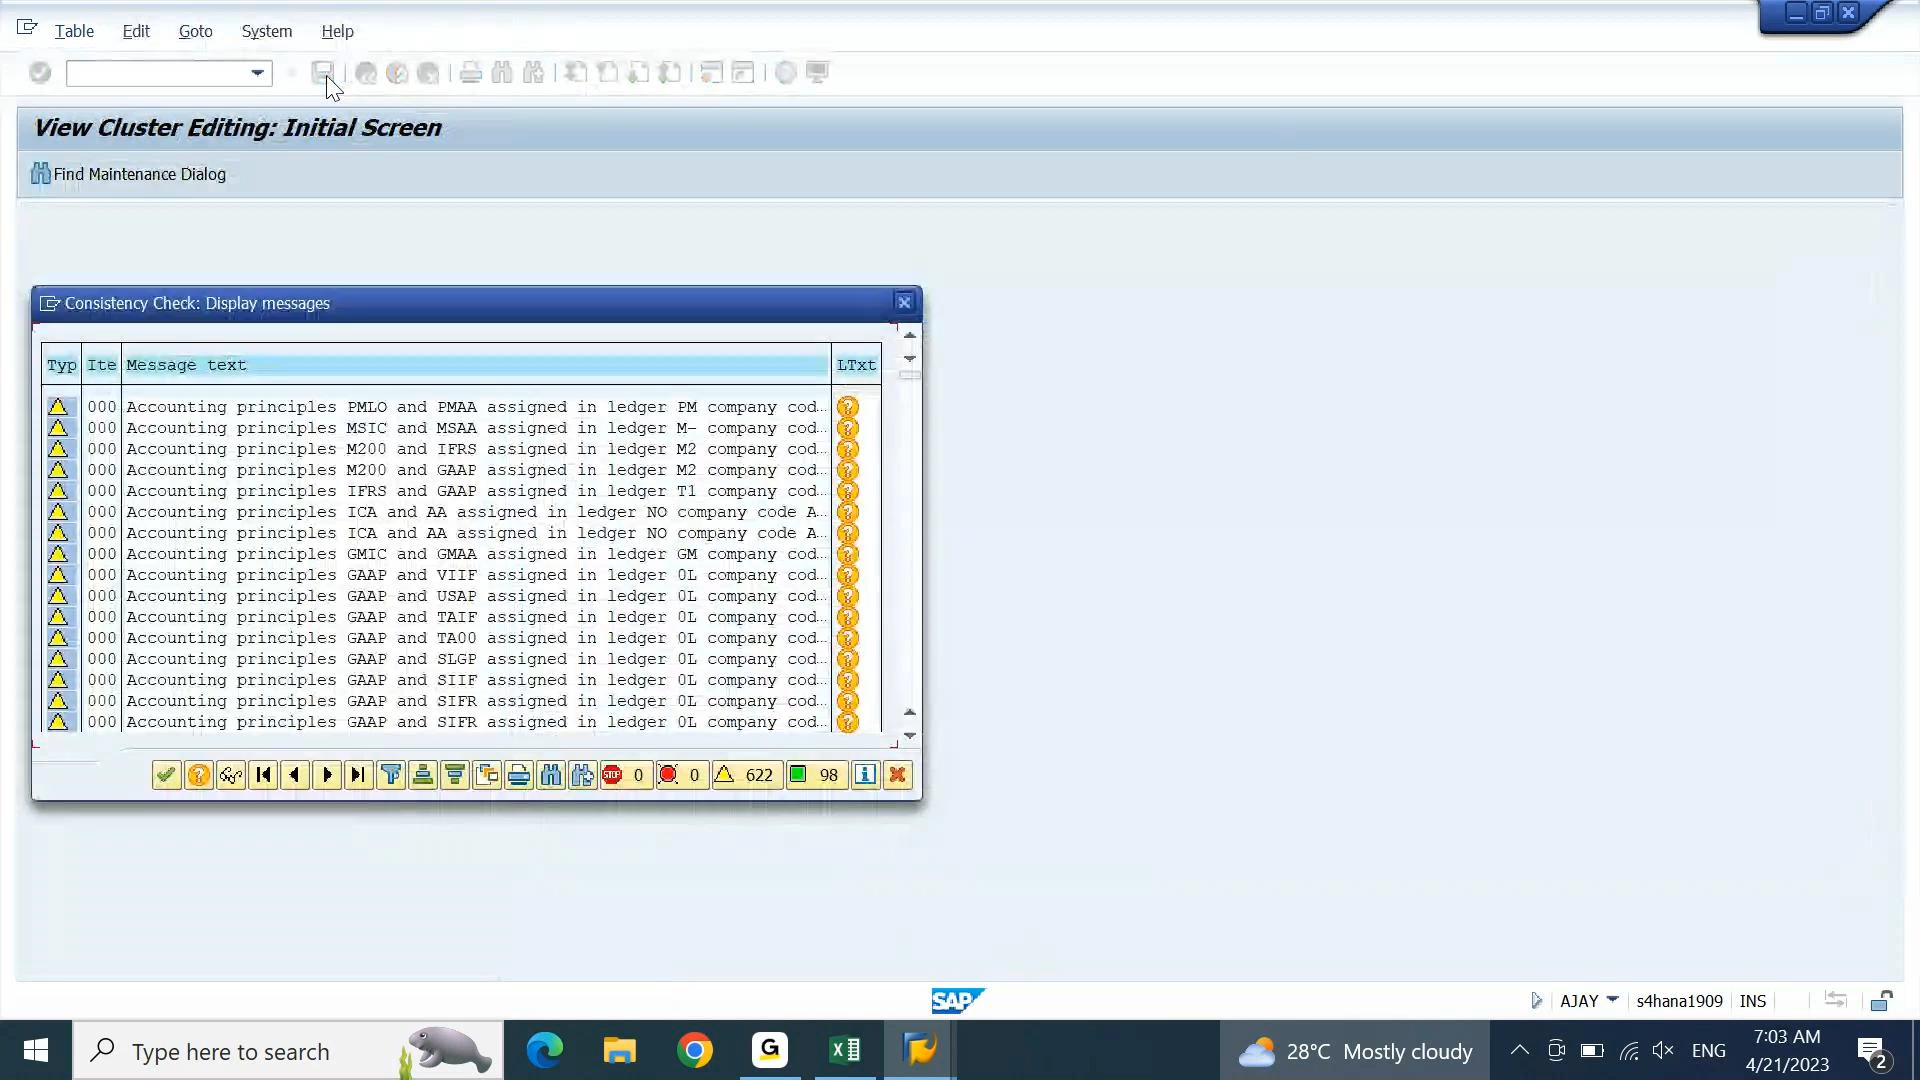 Table Edit Goto System Help
View Cluster Editing: Initial Screen
Find Maintenance Dialog
Consistency Check: Display messages
Typ Ite Message text LTxt
000 Accounting principles PMLO and PMAA assigned in ledger PM company cod...
000 Accounting principles MSIC and MSAA assigned in ledger M- company cod...
000 Accounting principles M200 and IFRS assigned in ledger M2 company cod...
000 Accounting principles M200 and GAAP assigned in ledger M2 company cod...
000 Accounting principles IFRS and GAAP assigned in ledger T1 company cod...
000 Accounting principles ICA and AA assigned in ledger NO company code A...
000 Accounting principles ICA and AA assigned in ledger NO company code A...
000 Accounting principles GMIC and GMAA assigned in ledger GM company cod...
000 Accounting principles GAAP and VIIF assigned in ledger 0L company cod...
000 Accounting principles GAAP and USAP assigned in ledger 0L company cod...
000 Accounting principles GAAP and TAIF assigned in ledger 0L company cod...
000 Accounting principles GAAP and TA00 assigned in ledger 0L company cod...
000 Accounting principles GAAP and SLGP assigned in ledger 0L company cod...
000 Accounting principles GAAP and SIIF assigned in ledger 0L company cod...
000 Accounting principles GAAP and SIFR assigned in ledger 0L company cod...
000 Accounting principles GAAP and SIFR assigned in ledger 0L company cod...
STOP 0 0 622 98
SAP AJAY s4hana1909 INS
Type here to search 28°C Mostly cloudy ENG 7:03 AM
4/21/2023 2